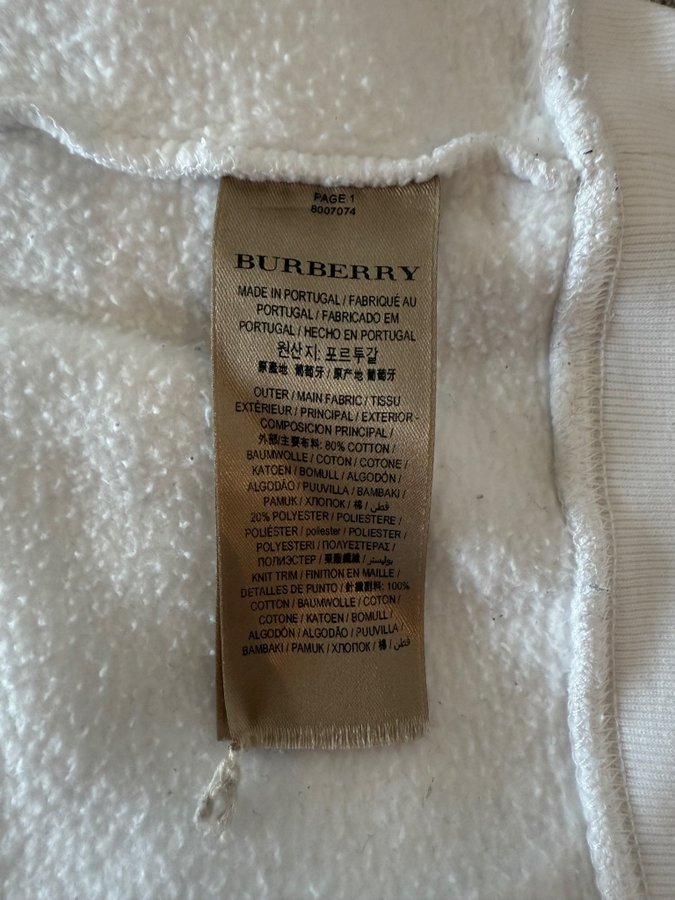 PAGE 1
8007074
BURBERRY
MADE IN PORTUGAL / FABRIQUÉ AU
PORTUGAL / FABRICADO EM
PORTUGAL / HECHO EN PORTUGAL
원산지: 포르투갈
原產地 葡萄牙 / 原产地 葡萄牙
OUTER / MAIN FABRIC / TISSU
EXTÉRIEUR / PRINCIPAL / EXTERIOR -
COMPOSICION PRINCIPAL /
外部/主要布料: 80% COTTON /
BAUMWOLLE / COTON / COTONE /
KATOEN / BOMULL / ALGODÓN /
ALGODÃO / PUUVILLA / BAMBAKI /
PAMUK / ХЛОПОК / 棉 / قطن /
20% POLYESTER / POLIESTERE /
POLIÉSTER / poliester / POLIESTER /
POLYESTERI / ΠΟΛΥΕΣΤΕΡΑΣ /
ПОЛИЭСТЕР / 聚酯纖維 / بوليستر /
KNIT TRIM / FINITION EN MAILLE /
DETALLES DE PUNTO / 針織副料: 100%
COTTON / BAUMWOLLE / COTON /
COTONE / KATOEN / BOMULL /
ALGODÓN / ALGODÃO / PUUVILLA /
BAMBAKI / PAMUK / ХЛОПОК / 棉 / قطن /